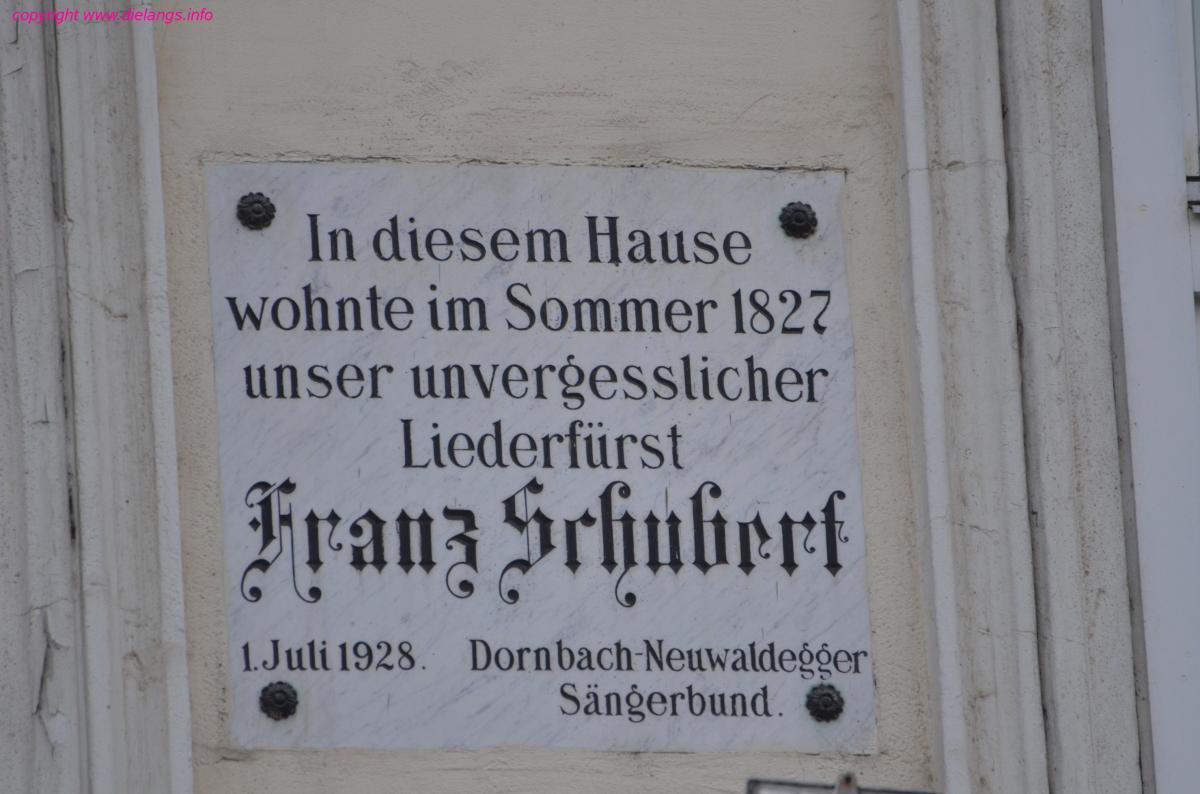 copyright www.dielangs.info
In diesem Hause
wohnte im Sommer 1827
unser unvergesslicher
Liederfürst
Franz Schubert
1. Juli 1928. Dornbach-Neuwaldegger
Sängerbund.